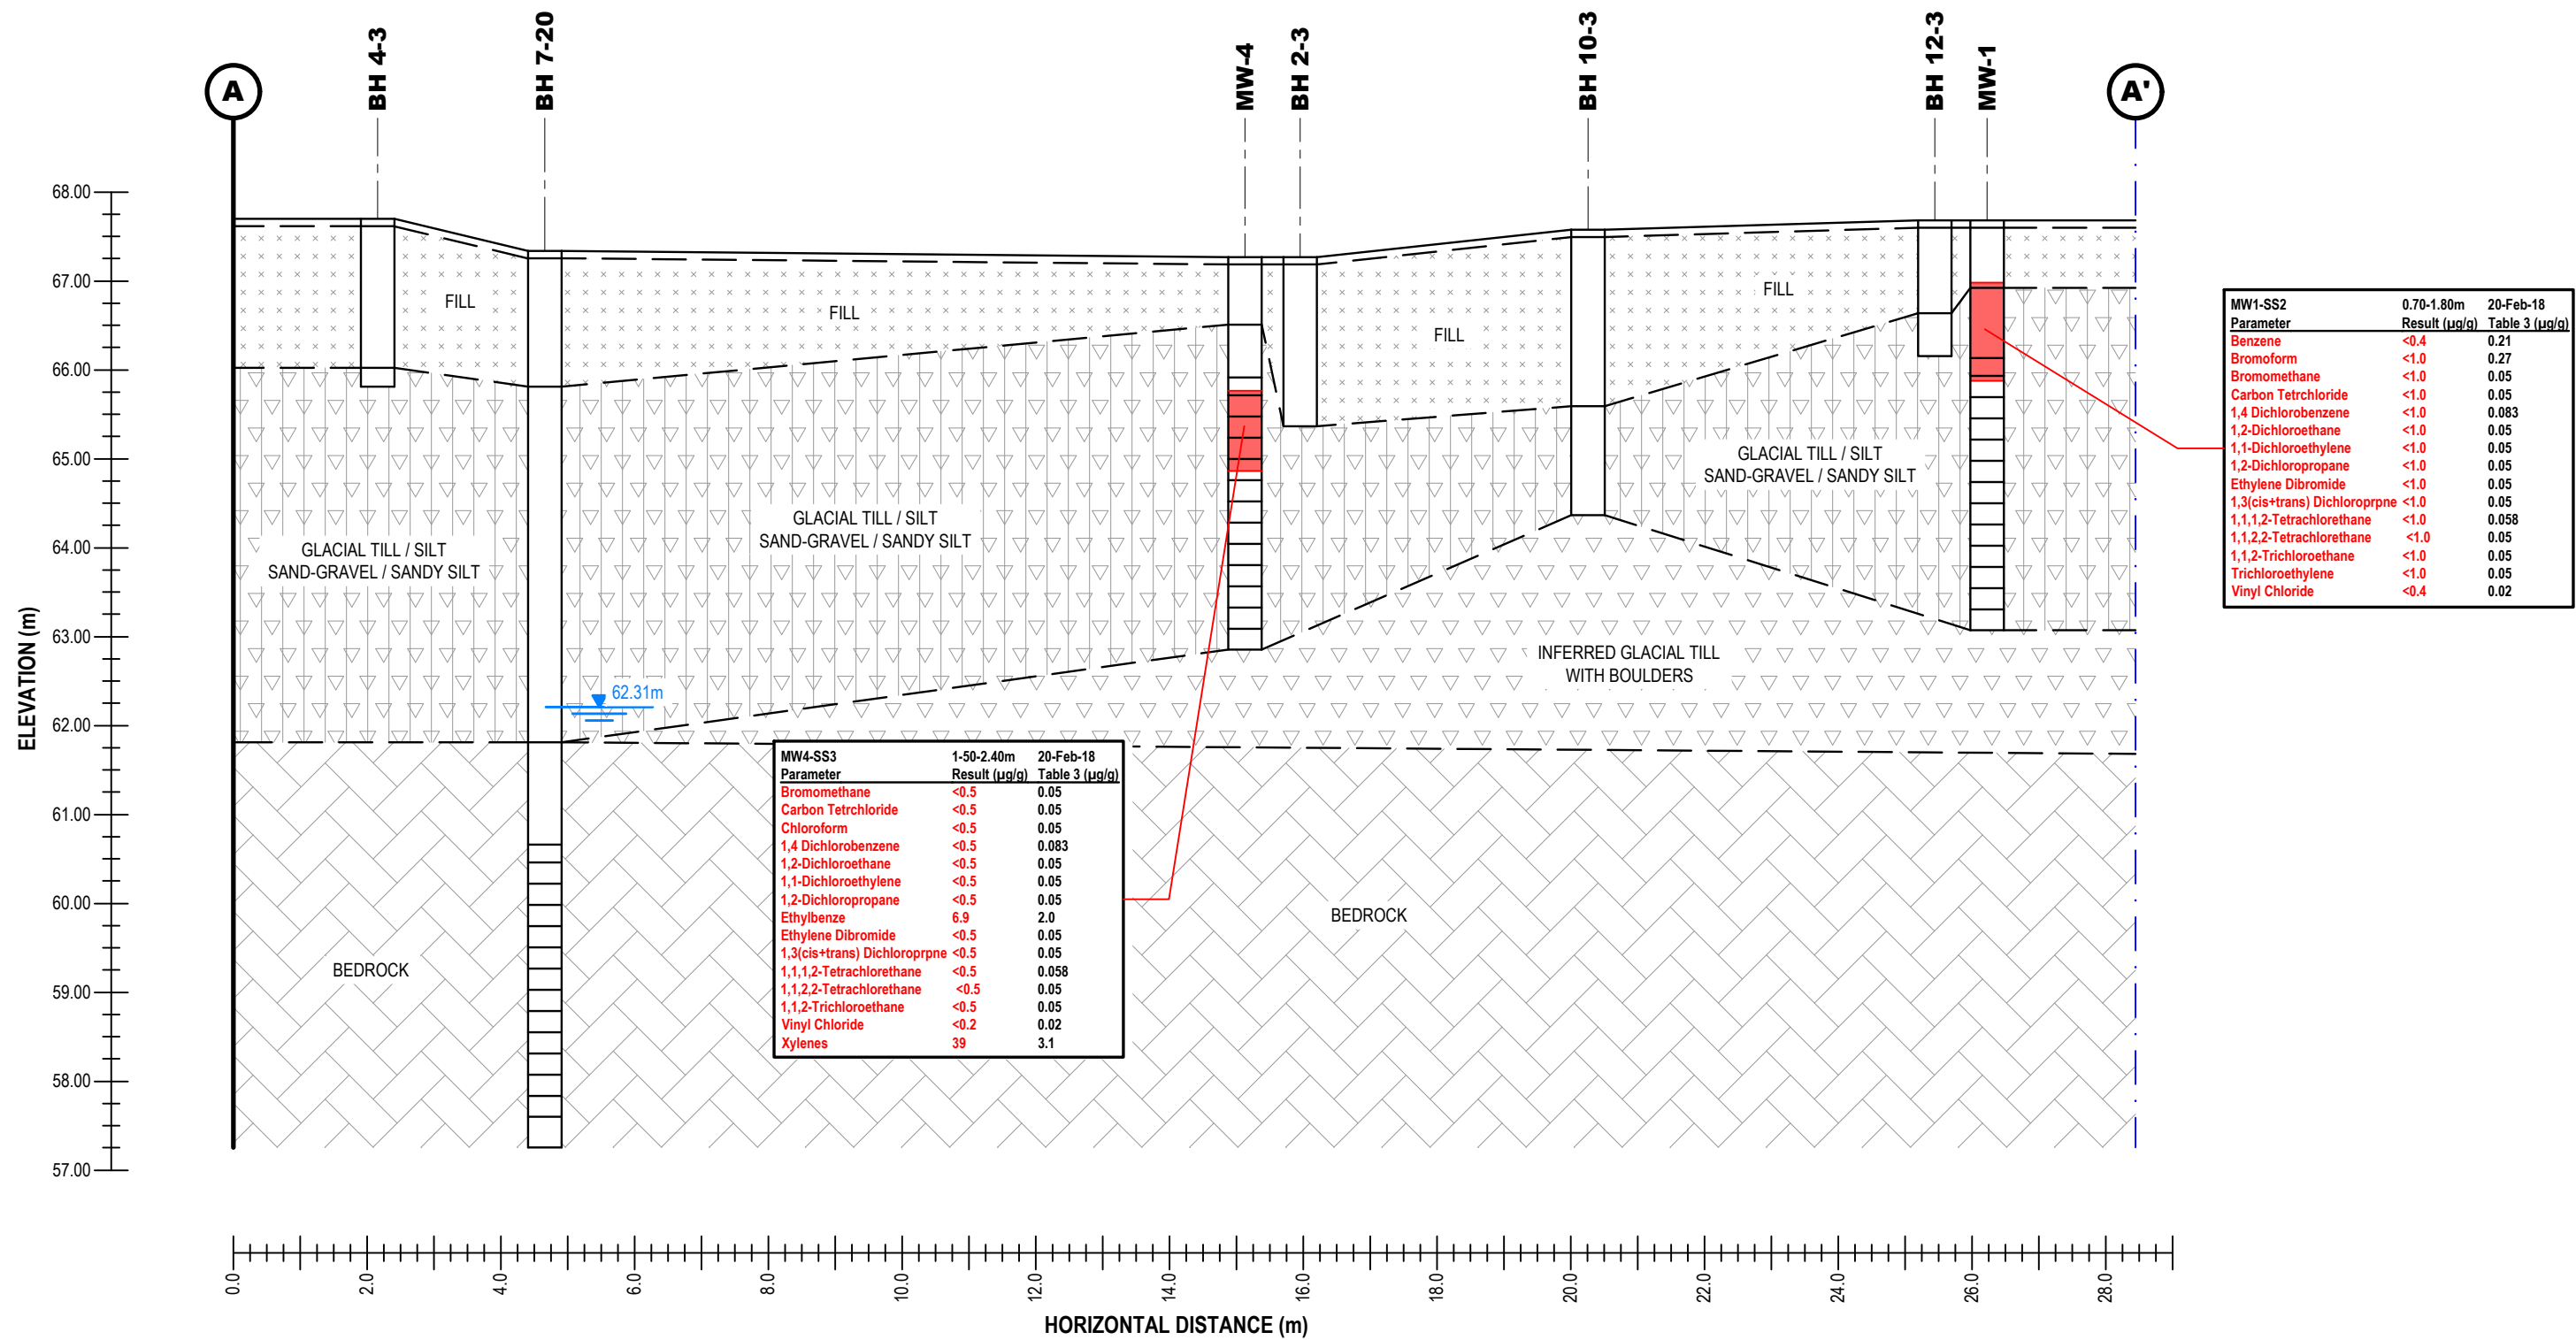 A
BH 4-3
BH 7-20
MW-4
BH 2-3
BH 10-3
BH 12-3
MW-1
A'
ELEVATION (m)
68.00
67.00
66.00
65.00
64.00
63.00
62.00
61.00
60.00
59.00
58.00
57.00
FILL
FILL
FILL
FILL
GLACIAL TILL / SILT
SAND-GRAVEL / SANDY SILT
GLACIAL TILL / SILT
SAND-GRAVEL / SANDY SILT
GLACIAL TILL / SILT
SAND-GRAVEL / SANDY SILT
INFERRED GLACIAL TILL
WITH BOULDERS
62.31m
BEDROCK
BEDROCK
MW4-SS3 1-50-2.40m 20-Feb-18
Parameter Result (µg/g) Table 3 (µg/g)
Bromomethane <0.5 0.05
Carbon Tetrchloride <0.5 0.05
Chloroform <0.5 0.05
1,4 Dichlorobenzene <0.5 0.083
1,2-Dichloroethane <0.5 0.05
1,1-Dichloroethylene <0.5 0.05
1,2-Dichloropropane <0.5 0.05
Ethylbenze 6.9 2.0
Ethylene Dibromide <0.5 0.05
1,3(cis+trans) Dichloroprpne <0.5 0.05
1,1,1,2-Tetrachlorethane <0.5 0.058
1,1,2,2-Tetrachlorethane <0.5 0.05
1,1,2-Trichloroethane <0.5 0.05
Vinyl Chloride <0.2 0.02
Xylenes 39 3.1
MW1-SS2 0.70-1.80m 20-Feb-18
Parameter Result (µg/g) Table 3 (µg/g)
Benzene <0.4 0.21
Bromoform <1.0 0.27
Bromomethane <1.0 0.05
Carbon Tetrchloride <1.0 0.05
1,4 Dichlorobenzene <1.0 0.083
1,2-Dichloroethane <1.0 0.05
1,1-Dichloroethylene <1.0 0.05
1,2-Dichloropropane <1.0 0.05
Ethylene Dibromide <1.0 0.05
1,3(cis+trans) Dichloroprpne <1.0 0.05
1,1,1,2-Tetrachlorethane <1.0 0.058
1,1,2,2-Tetrachlorethane <1.0 0.05
1,1,2-Trichloroethane <1.0 0.05
Trichloroethylene <1.0 0.05
Vinyl Chloride <0.4 0.02
0.0
2.0
4.0
6.0
8.0
10.0
12.0
14.0
16.0
18.0
20.0
22.0
24.0
26.0
28.0
HORIZONTAL DISTANCE (m)